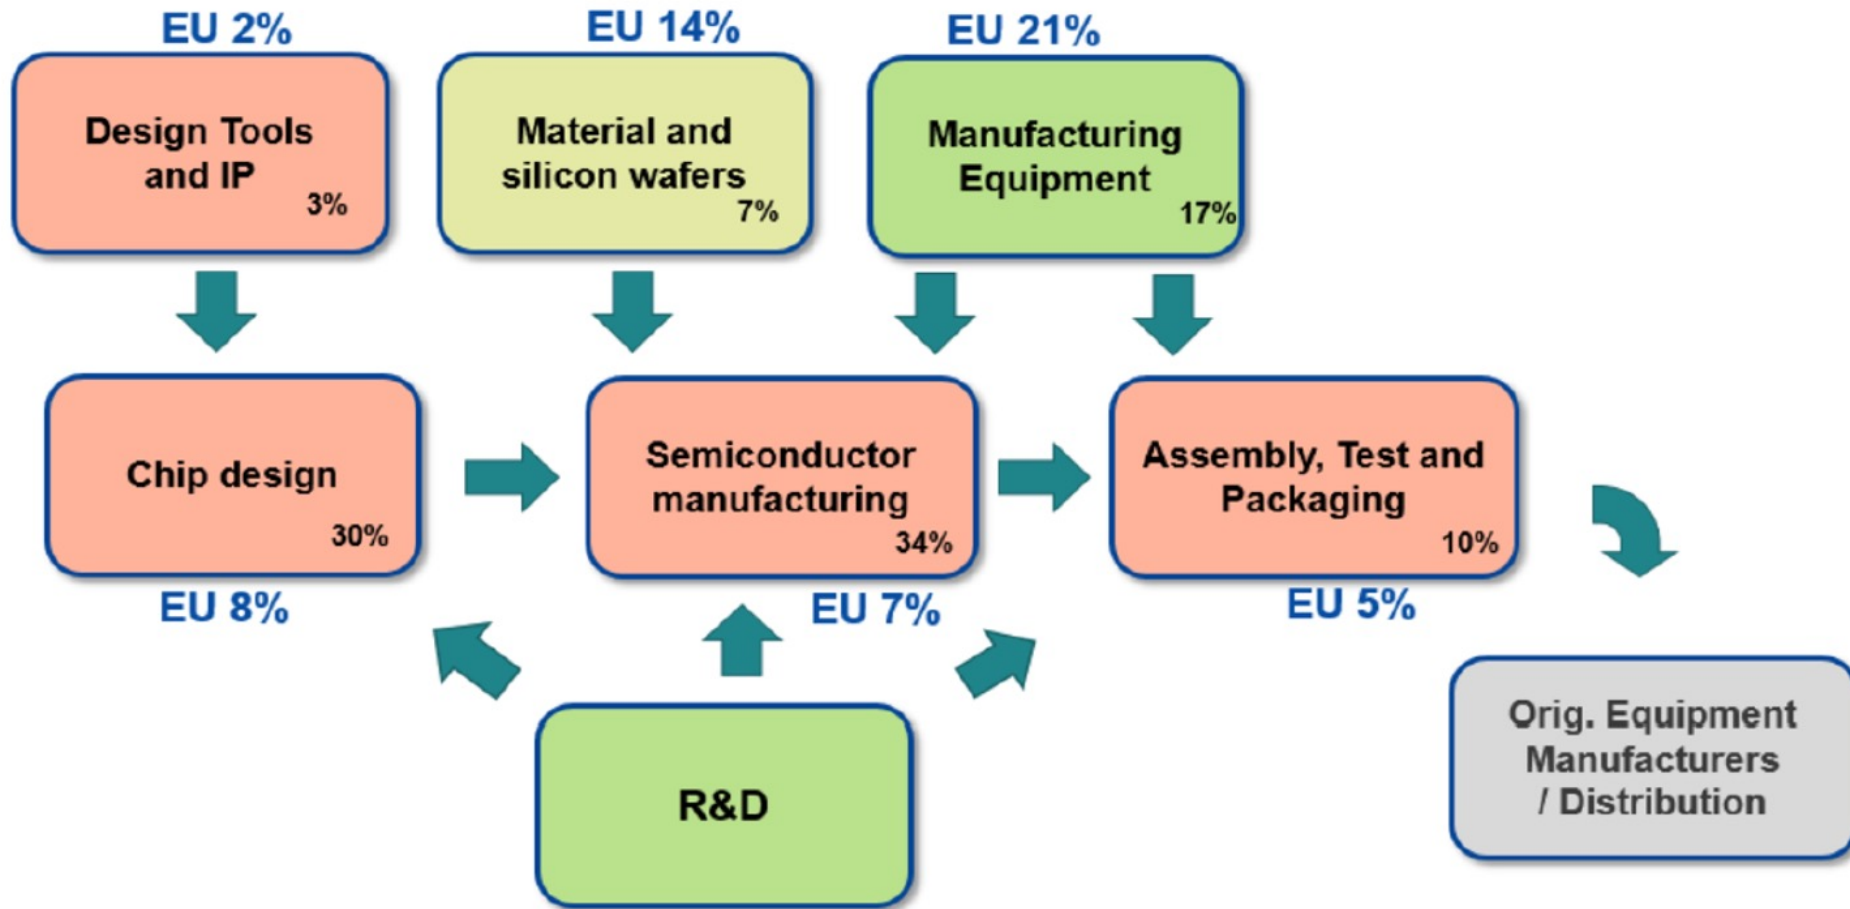 EU 2%
EU 14%
EU 21%
Design Tools
and IP
3%
Material and
silicon wafers
7%
Manufacturing
Equipment
17%
Chip design
30%
EU 8%
Semiconductor
manufacturing
34%
EU 7%
Assembly, Test and
Packaging
10%
EU 5%
R&D
Orig. Equipment
Manufacturers
/ Distribution